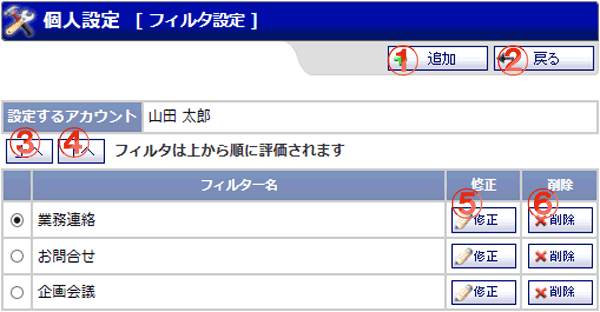 個人設定 [ フィルタ設定 ]
① 追加 ② 戻る
設定するアカウント 山田 太郎
③へ ④へ フィルタは上から順に評価されます
フィルター名 修正 削除
業務連絡 ⑤修正 ⑥削除
お問合せ 修正 削除
企画会議 修正 削除